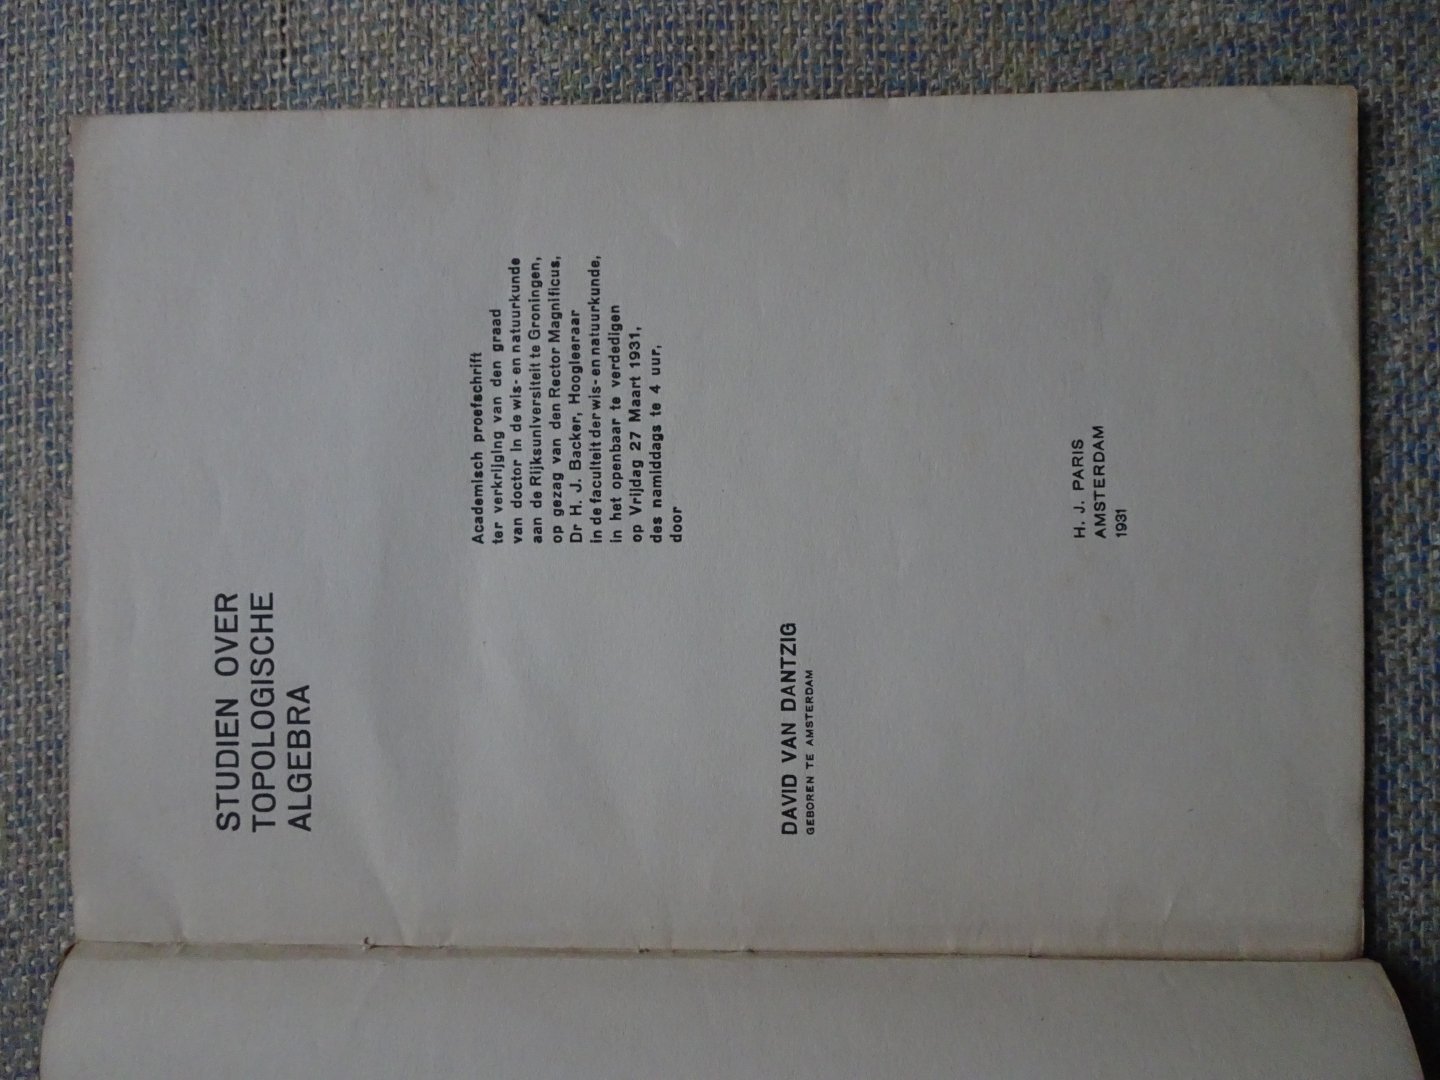 STUDIEN OVER
TOPOLOGISCHE
ALGEBRA
Academisch proefschrift
ter verkrijging van den graad
van doctor in de wis- en natuurkunde
aan de Rijksuniversiteit te Groningen,
op gezag van den Rector Magnificus,
Dr H. J. Backer, Hoogleeraar
in de faculteit der wis- en natuurkunde,
in het openbaar te verdedigen
op Vrijdag 27 Maart 1931,
des namiddags te 4 uur,
door
DAVID VAN DANTZIG
GEBOREN TE AMSTERDAM
H. J. PARIS
AMSTERDAM
1931